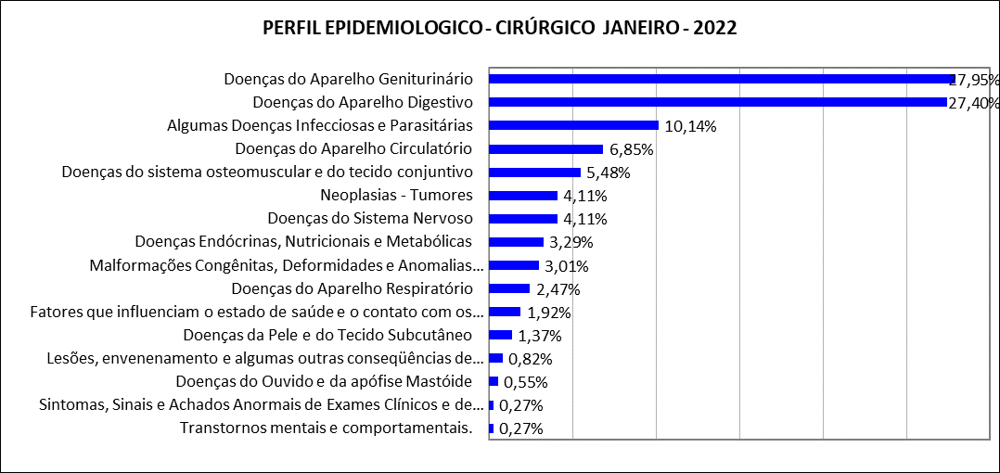 PERFIL EPIDEMIOLOGICO - CIRÚRGICO JANEIRO - 2022
Doenças do Aparelho Geniturinário 27,95%
Doenças do Aparelho Digestivo 27,40%
Algumas Doenças Infecciosas e Parasitárias 10,14%
Doenças do Aparelho Circulatório 6,85%
Doenças do sistema osteomuscular e do tecido conjuntivo 5,48%
Neoplasias - Tumores 4,11%
Doenças do Sistema Nervoso 4,11%
Doenças Endócrinas, Nutricionais e Metabólicas 3,29%
Malformações Congênitas, Deformidades e Anomalias... 3,01%
Doenças do Aparelho Respiratório 2,47%
Fatores que influenciam o estado de saúde e o contato com os... 1,92%
Doenças da Pele e do Tecido Subcutâneo 1,37%
Lesões, envenenamento e algumas outras conseqüências de... 0,82%
Doenças do Ouvido e da apófise Mastóide 0,55%
Sintomas, Sinais e Achados Anormais de Exames Clínicos e de... 0,27%
Transtornos mentais e comportamentais. 0,27%